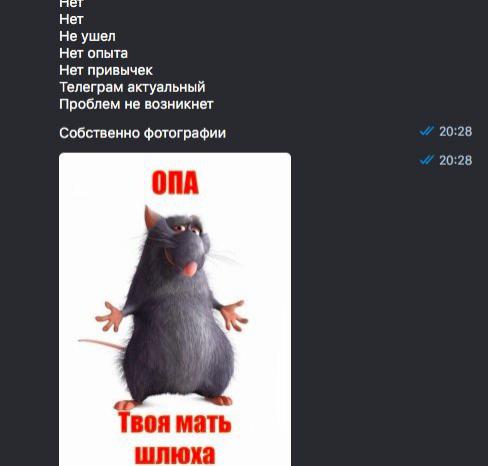 Нет
Нет
Не ушел
Нет опыта
Нет привычек
Телеграм актуальный
Проблем не возникнет
Собственно фотографии
20:28
20:28
ОПА
Твоя мать
шлюха